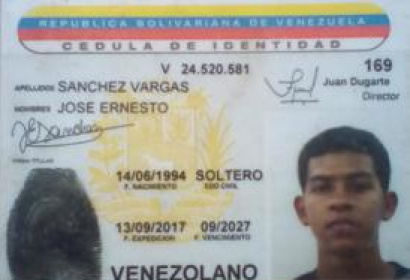 REPUBLICA BOLIVARIANA DE VENEZUELA
CEDULA DE IDENTIDAD
V 24.520.581
169
APELLIDOS SANCHEZ VARGAS
Juan Dugarte
Director
NOMBRES JOSE ERNESTO
FIRMA TITULAR
14/06/1994 SOLTERO
F. NACIMIENTO EDO CIVIL
13/09/2017 09/2027
F. EXPEDICION F. VENCIMIENTO
VENEZOLANO